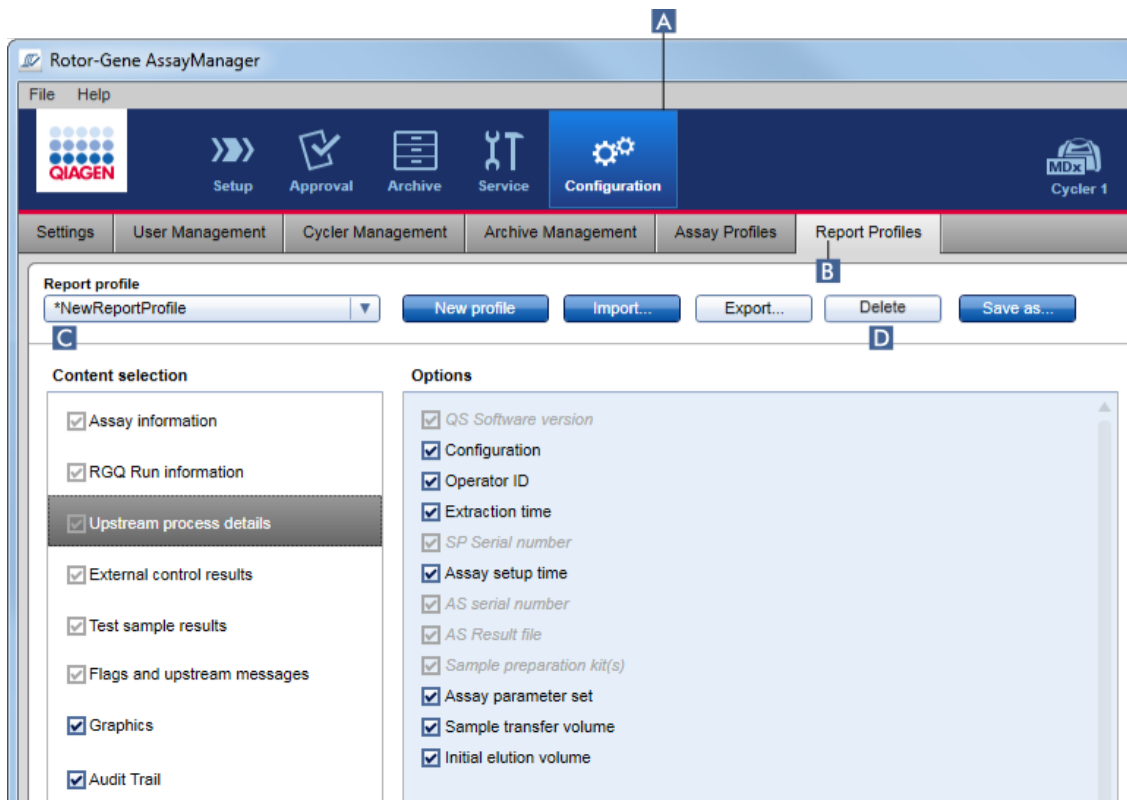 A
Rotor-Gene AssayManager
File Help
QIAGEN
Setup
Approval
Archive
Service
Configuration
MDx
Cycler 1
Settings
User Management
Cycler Management
Archive Management
Assay Profiles
Report Profiles
B
Report profile
*NewReportProfile
New profile
Import...
Export...
Delete
Save as...
C
D
Content selection
Assay information
RGQ Run information
Upstream process details
External control results
Test sample results
Flags and upstream messages
Graphics
Audit Trail
Options
QS Software version
Configuration
Operator ID
Extraction time
SP Serial number
Assay setup time
AS serial number
AS Result file
Sample preparation kit(s)
Assay parameter set
Sample transfer volume
Initial elution volume